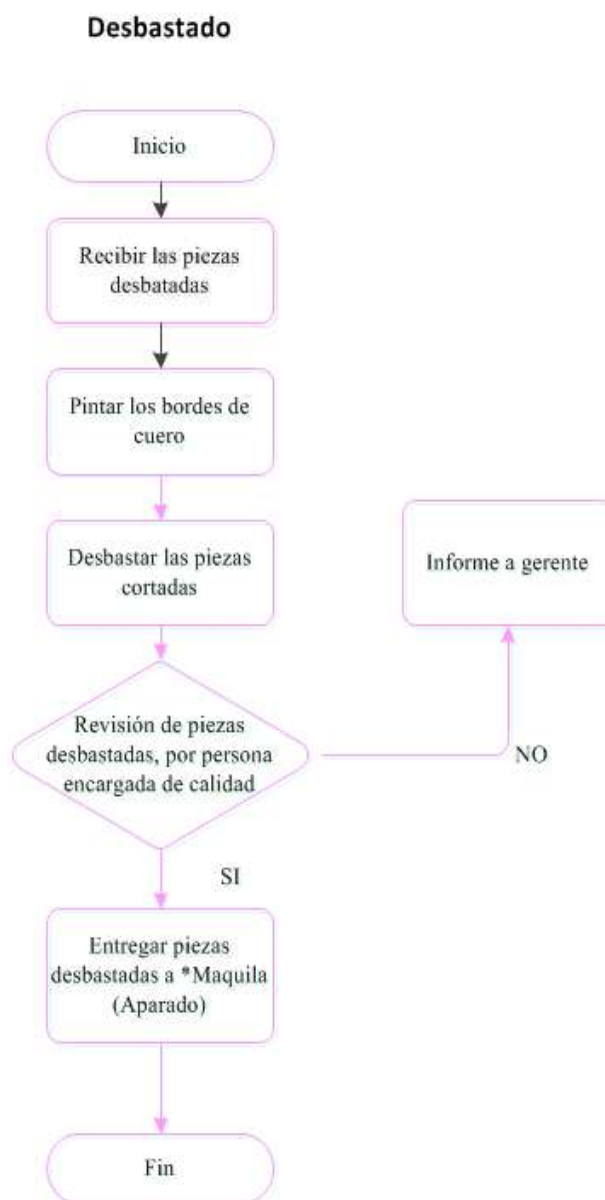 Desbastado
Inicio
Recibir las piezas
desbatadas
Pintar los bordes de
cuero
Desbastar las piezas
cortadas
Informe a gerente
Revisión de piezas
desbastadas, por persona
encargada de calidad
NO
SI
Entregar piezas
desbastadas a *Maquila
(Aparado)
Fin